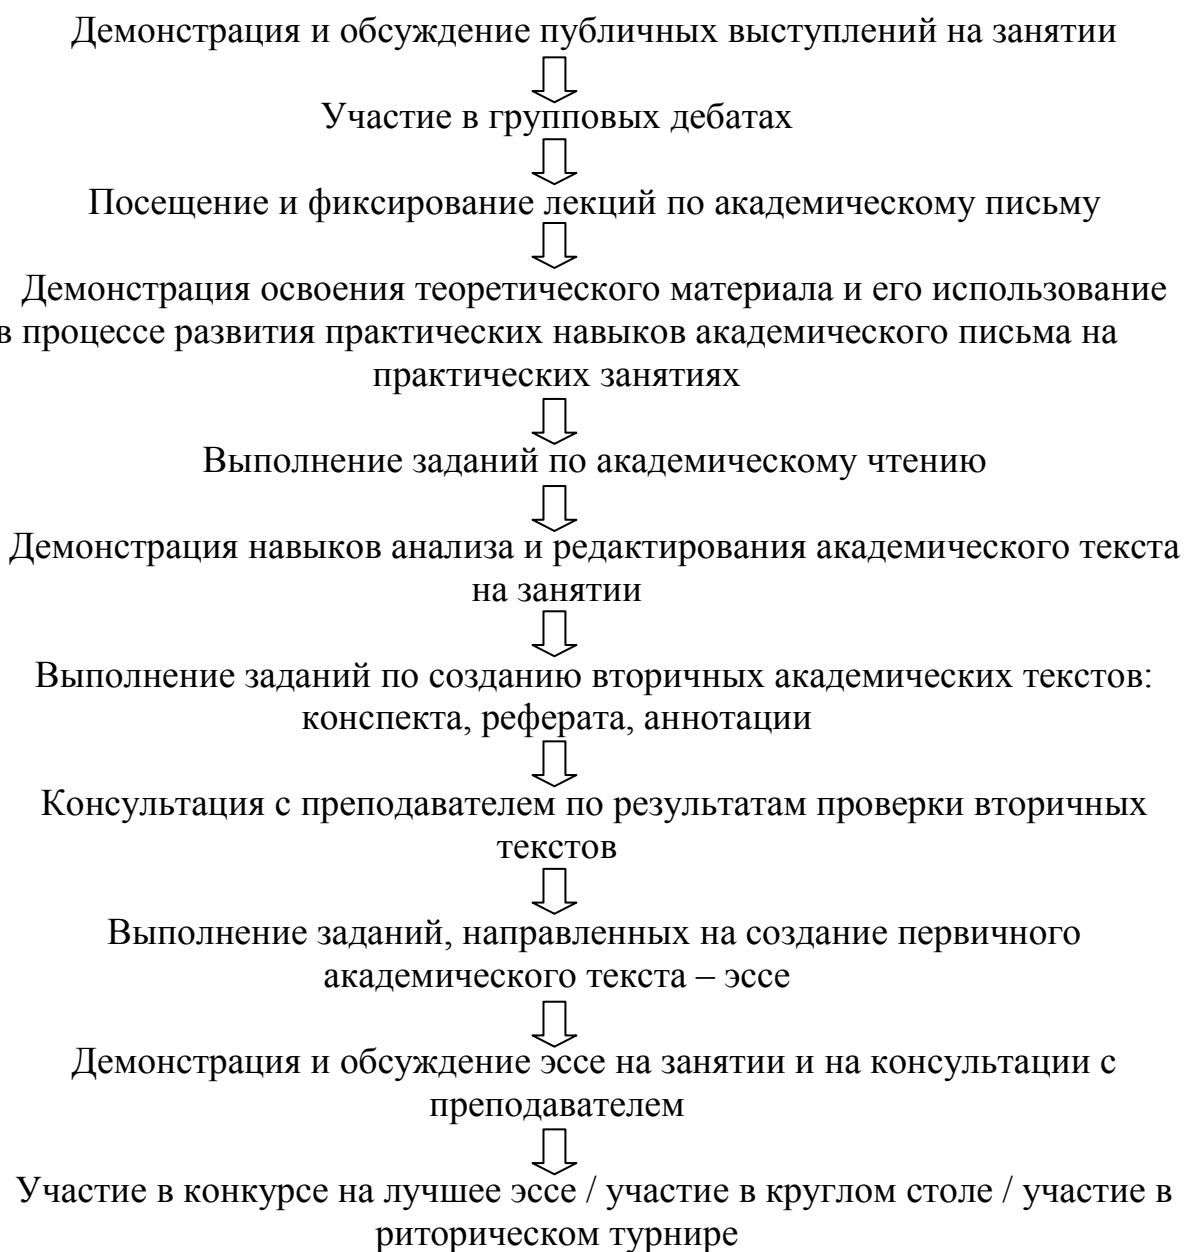 Демонстрация и обсуждение публичных выступлений на занятии
Участие в групповых дебатах
Посещение и фиксирование лекций по академическому письму
Демонстрация освоения теоретического материала и его использование
в процессе развития практических навыков академического письма на
практических занятиях
Выполнение заданий по академическому чтению
Демонстрация навыков анализа и редактирования академического текста
на занятии
Выполнение заданий по созданию вторичных академических текстов:
конспекта, реферата, аннотации
Консультация с преподавателем по результатам проверки вторичных
текстов
Выполнение заданий, направленных на создание первичного
академического текста – эссе
Демонстрация и обсуждение эссе на занятии и на консультации с
преподавателем
Участие в конкурсе на лучшее эссе / участие в круглом столе / участие в
риторическом турнире